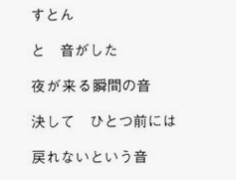 すとん
と　音がした
夜が来る瞬間の音
決して　ひとつ前には
戻れないという音